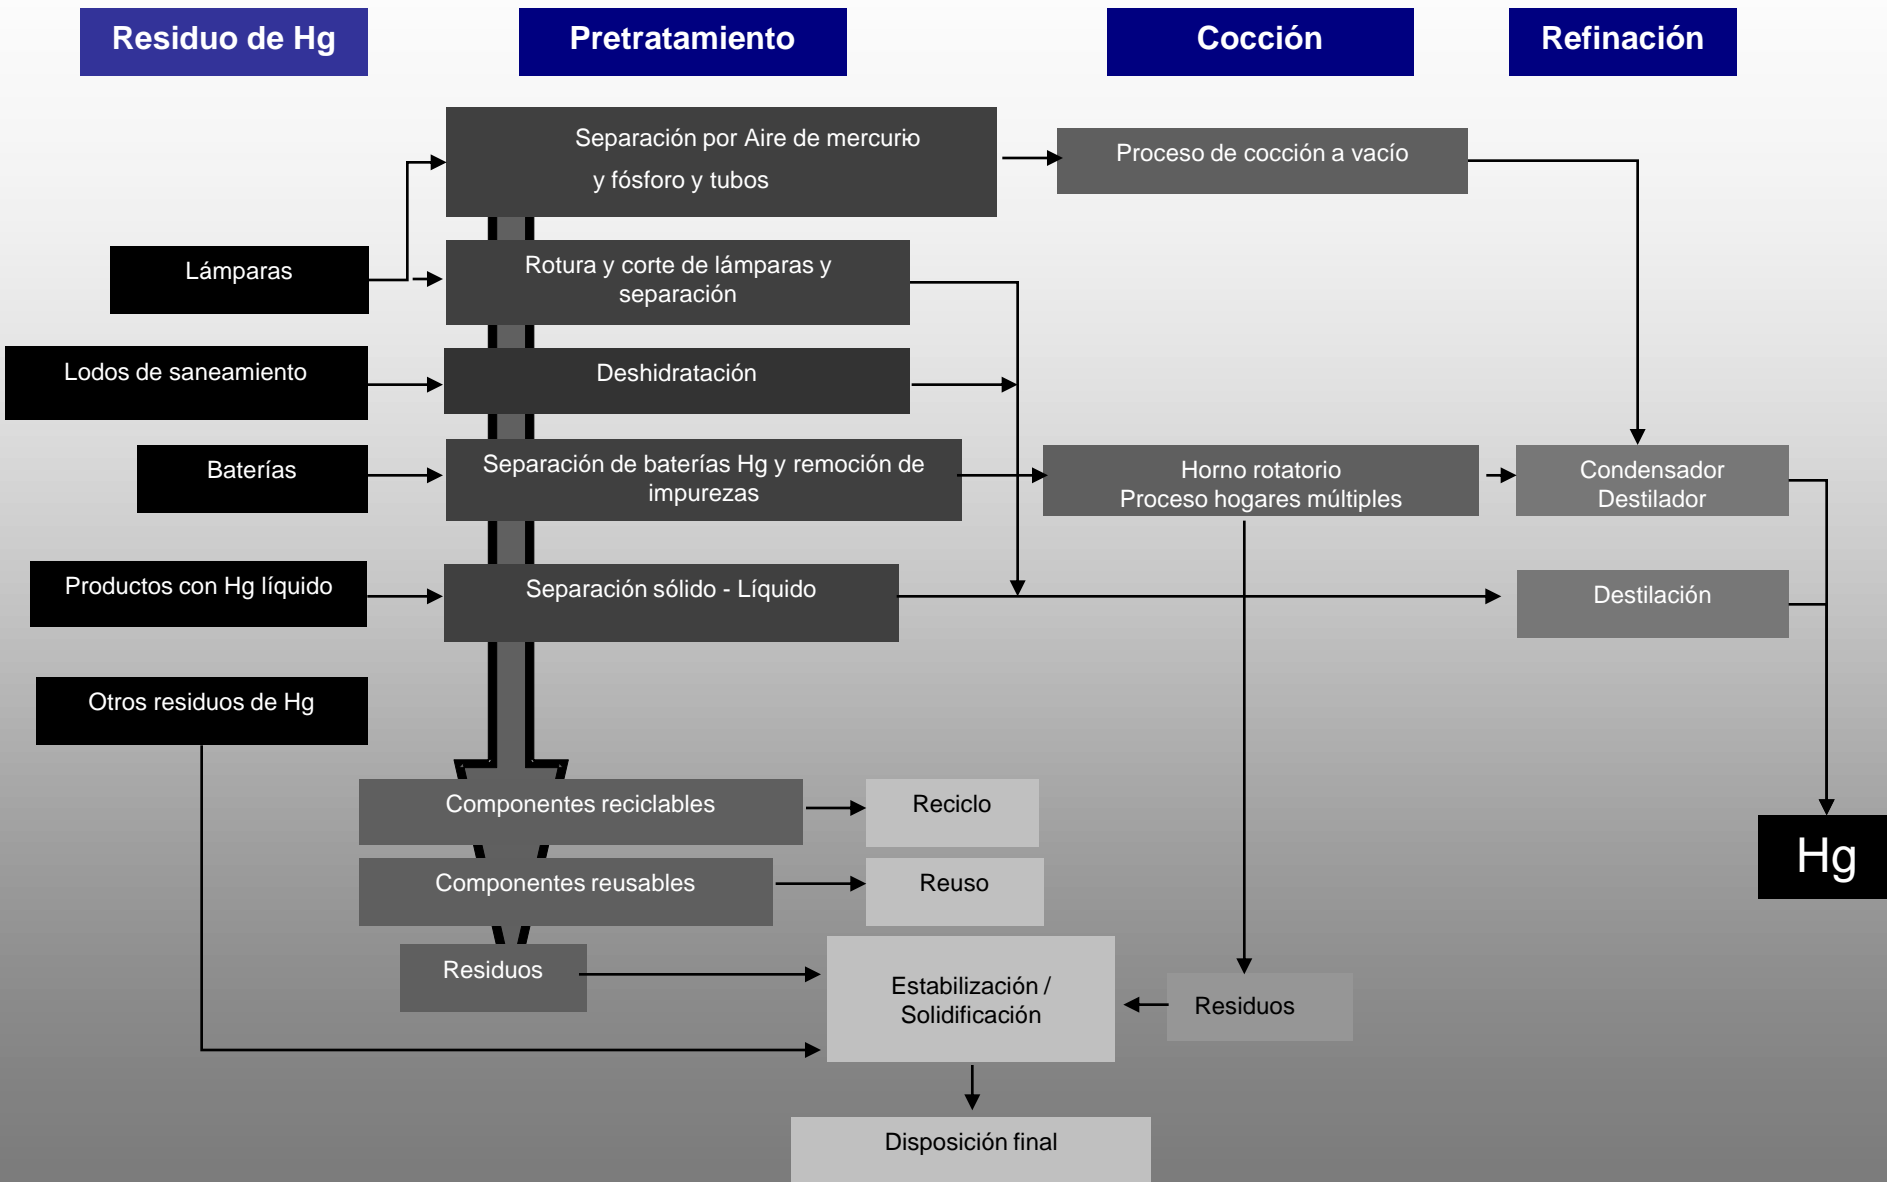 Residuo de Hg
Pretratamiento
Cocción
Refinación
Separación por Aire de mercurio
y fósforo y tubos
Proceso de cocción a vacío
Lámparas
Rotura y corte de lámparas y
separación
Lodos de saneamiento
Deshidratación
Baterías
Separación de baterías Hg y remoción de
impurezas
Horno rotatorio
Proceso hogares múltiples
Condensador
Destilador
Productos con Hg líquido
Separación sólido - Líquido
Destilación
Otros residuos de Hg
Componentes reciclables
Reciclo
Hg
Componentes reusables
Reuso
Residuos
Estabilización /
Solidificación
Residuos
Disposición final